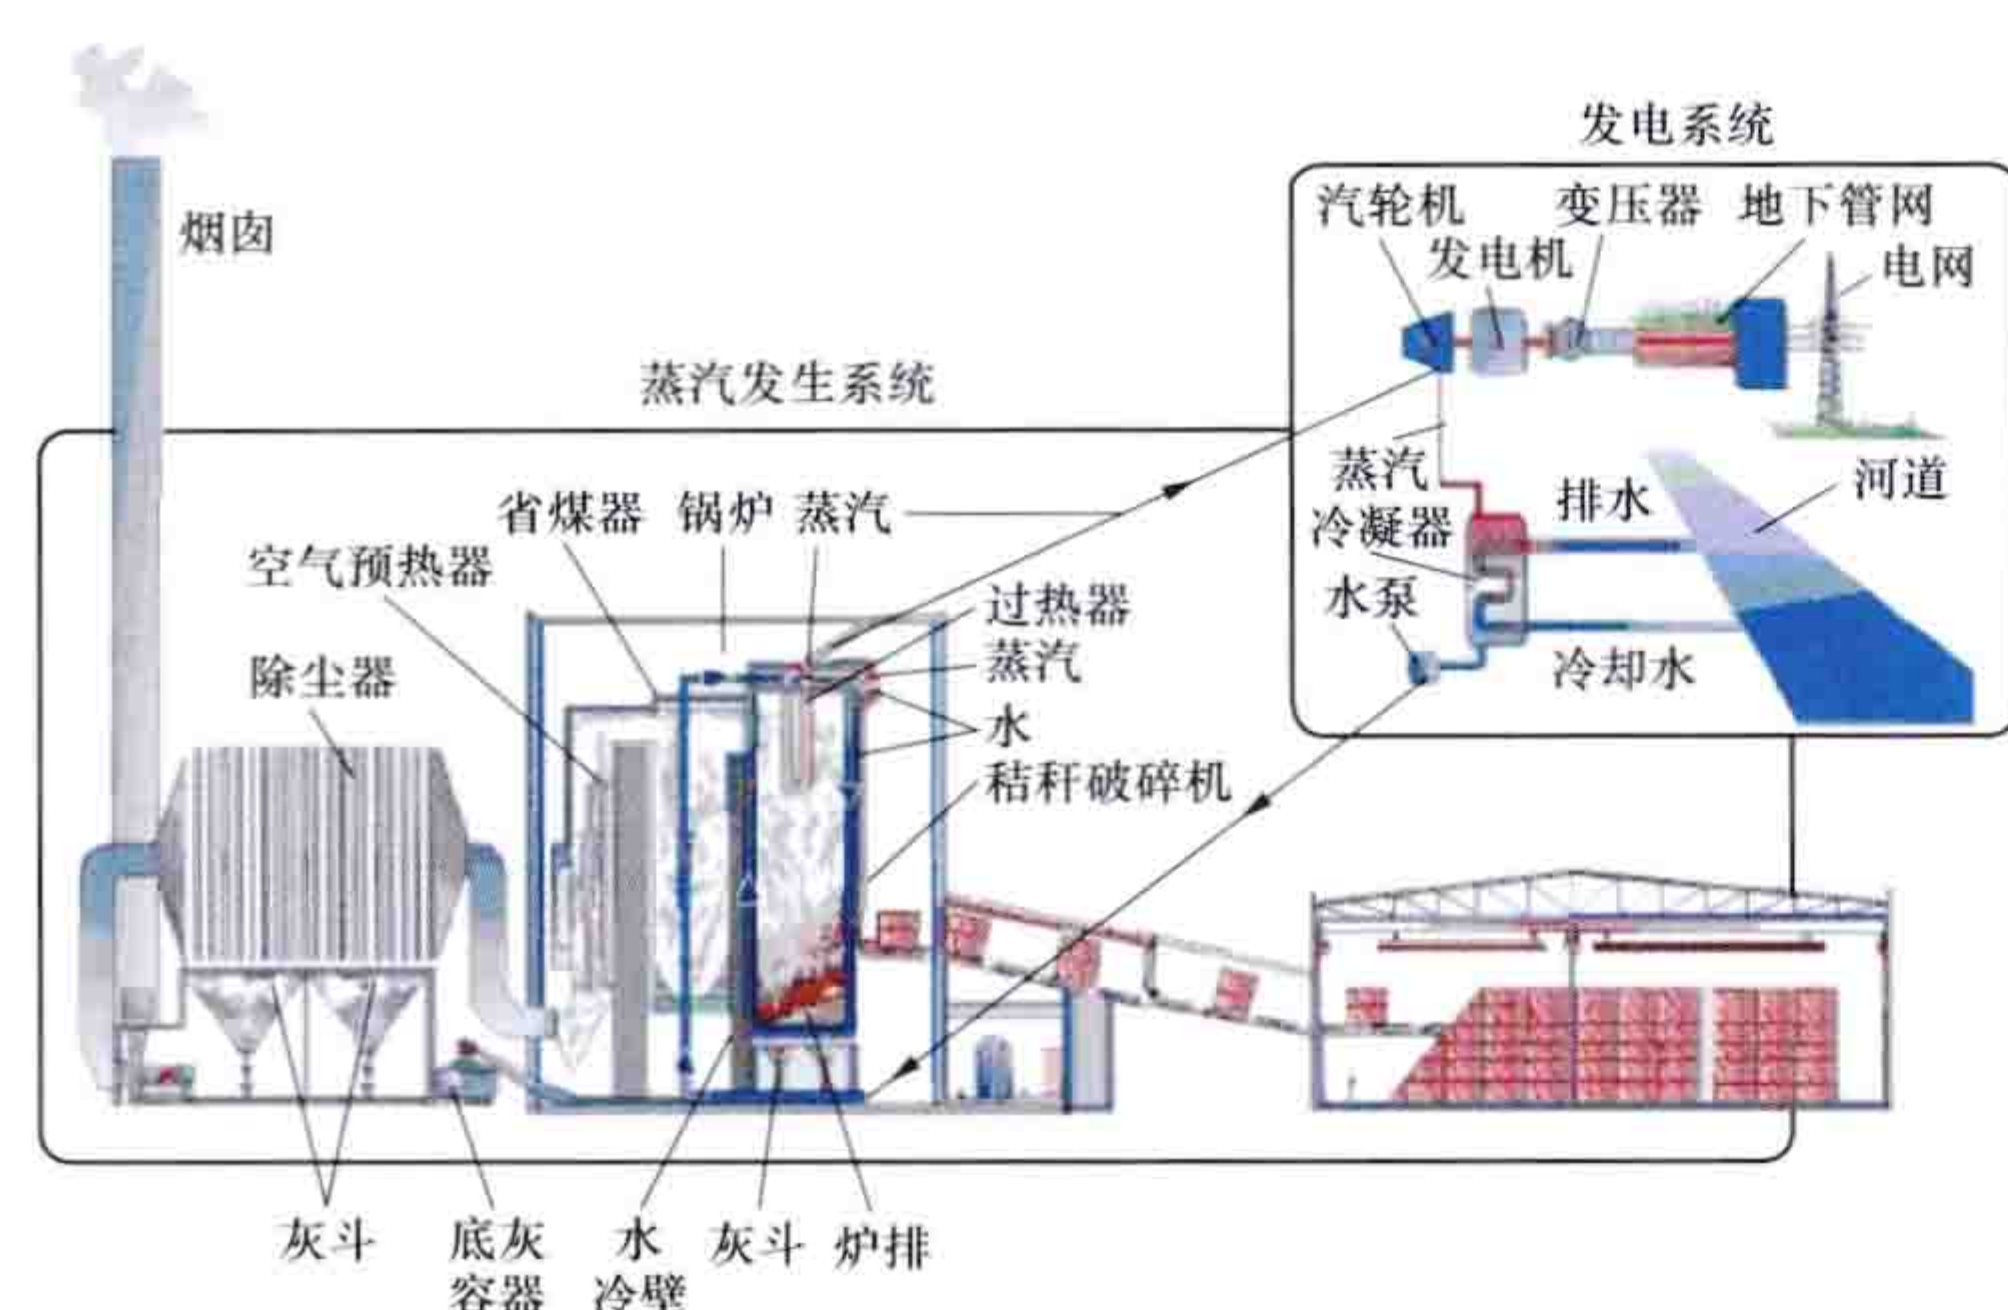 发电系统
汽轮机
变压器
地下管网
发电机
电网
烟囱
蒸汽发生系统
蒸汽
冷凝器
排水
河道
水泵
冷却水
省煤器
锅炉
蒸汽
空气预热器
过热器
蒸汽
除尘器
水
秸秆破碎机
灰斗
底灰
容器
水
冷壁
灰斗
炉排